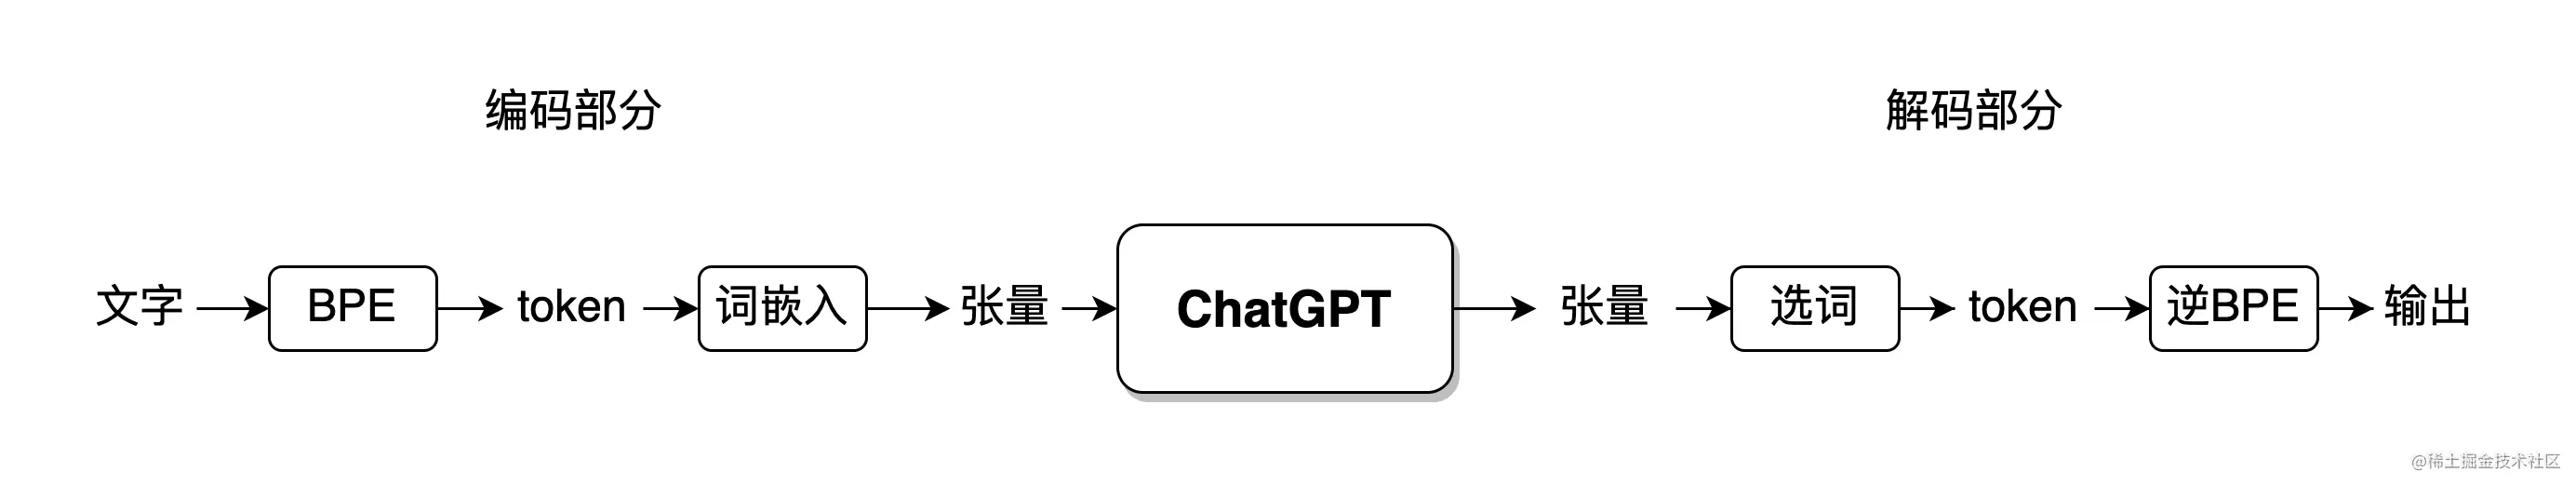 编码部分
解码部分
文字
BPE
token
词嵌入
张量
ChatGPT
张量
选词
token
逆BPE
输出
@稀土掘金技术社区